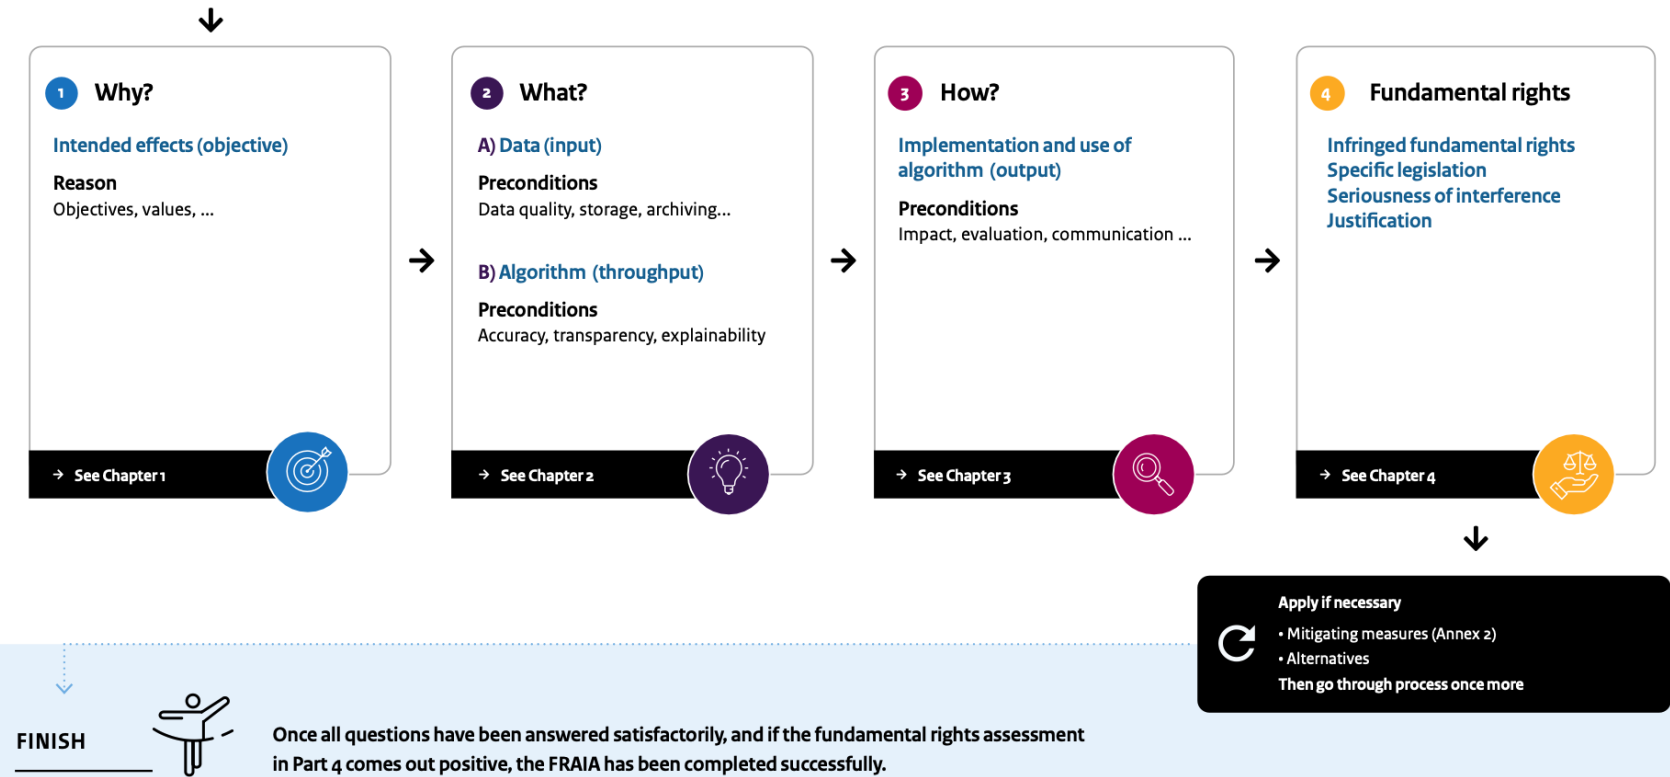 1 Why?
Intended effects (objective)
Reason
Objectives, values, ...
→ See Chapter 1
2 What?
A) Data (input)
Preconditions
Data quality, storage, archiving...
B) Algorithm (throughput)
Preconditions
Accuracy, transparency, explainability
→ See Chapter 2
3 How?
Implementation and use of
algorithm (output)
Preconditions
Impact, evaluation, communication ...
→ See Chapter 3
4 Fundamental rights
Infringed fundamental rights
Specific legislation
Seriousness of interference
Justification
→ See Chapter 4
Apply if necessary
• Mitigating measures (Annex 2)
• Alternatives
Then go through process once more
FINISH
Once all questions have been answered satisfactorily, and if the fundamental rights assessment
in Part 4 comes out positive, the FRAIA has been completed successfully.